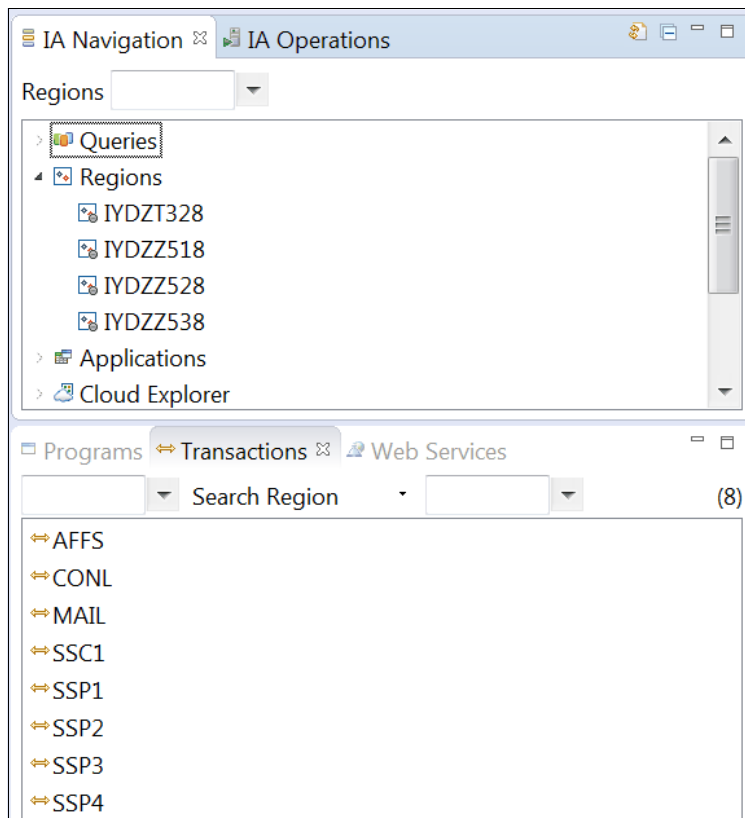 IA Navigation IA Operations
Regions
Queries
Regions
IYDZT328
IYDZZ518
IYDZZ528
IYDZZ538
Applications
Cloud Explorer
Programs Transactions Web Services
Search Region (8)
AFFS
CONL
MAIL
SSC1
SSP1
SSP2
SSP3
SSP4